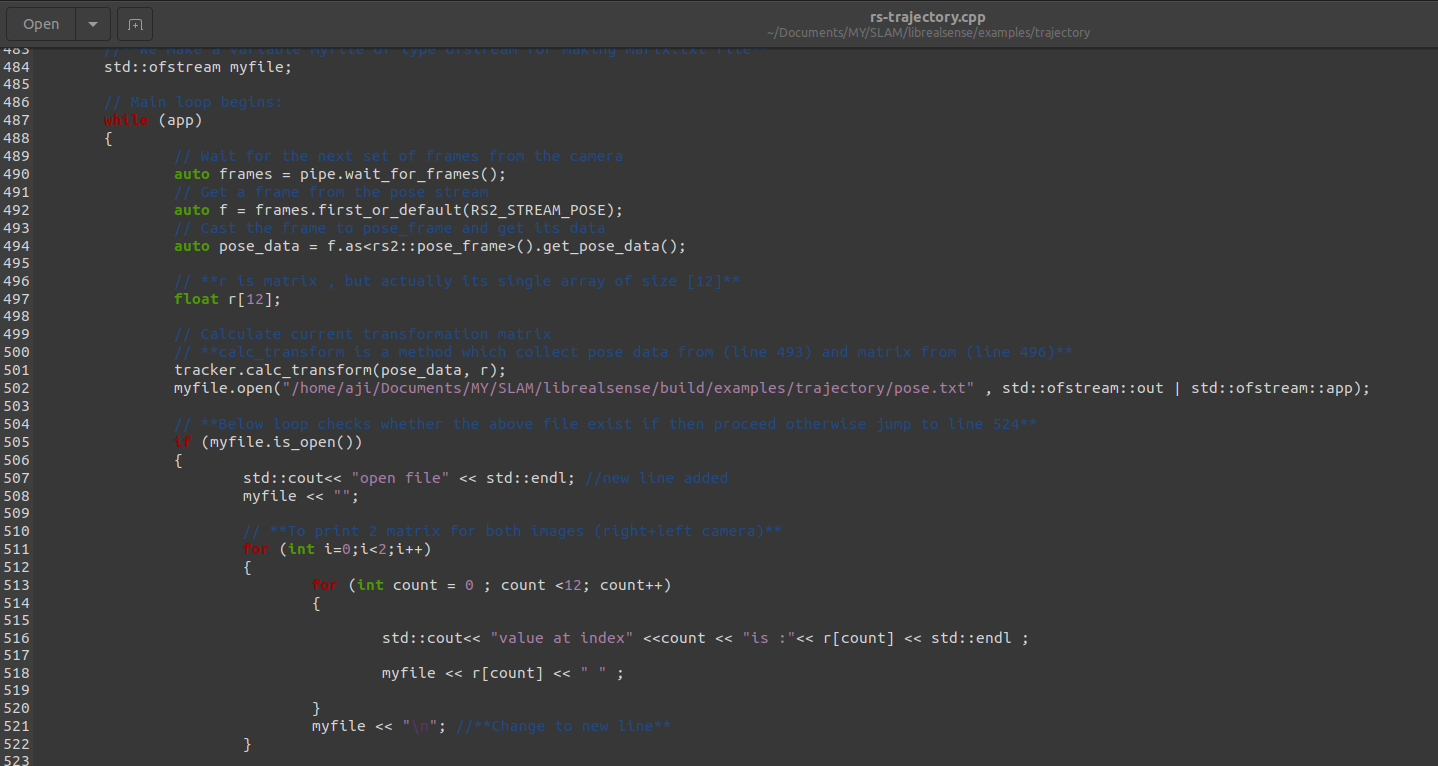 Open
rs-trajectory.cpp
~/Documents/MY/SLAM/librealsense/examples/trajectory
483 //**We make a variable myfile of type ofstream for making
484 std::ofstream myfile;
485
486 // Main loop begins:
487 while (app)
488 {
489 // Wait for the next set of frames from the camera
490 auto frames = pipe.wait_for_frames();
491 // Get a frame from the pose stream
492 auto f = frames.first_or_default(RS2_STREAM_POSE);
493 // Cast the frame to pose_frame and get its data
494 auto pose_data = f.as<rs2::pose_frame>().get_pose_data();
495
496 // **r is matrix , but actually its single array of size [12]**
497 float r[12];
498
499 // Calculate current transformation matrix
500 // **calc_transform is a method which collect pose data from (line 493) and matrix from (line 496)**
501 tracker.calc_transform(pose_data, r);
502 myfile.open("/home/aji/Documents/MY/SLAM/librealsense/build/examples/trajectory/pose.txt" , std::ofstream::out | std::ofstream::app);
503
504 // **Below loop checks whether the above file exist if then proceed otherwise jump to line 524**
505 if (myfile.is_open())
506 {
507 std::cout<< "open file" << std::endl; //new line added
508 myfile << "";
509
510 // **To print 2 matrix for both images (right+left camera)**
511 for (int i=0;i<2;i++)
512 {
513 for (int count = 0 ; count <12; count++)
514 {
515
516 std::cout<< "value at index" <<count << "is :"<< r[count] << std::endl ;
517
518 myfile << r[count] << " " ;
519
520 }
521 myfile << "\n"; //**Change to new line**
522 }
523